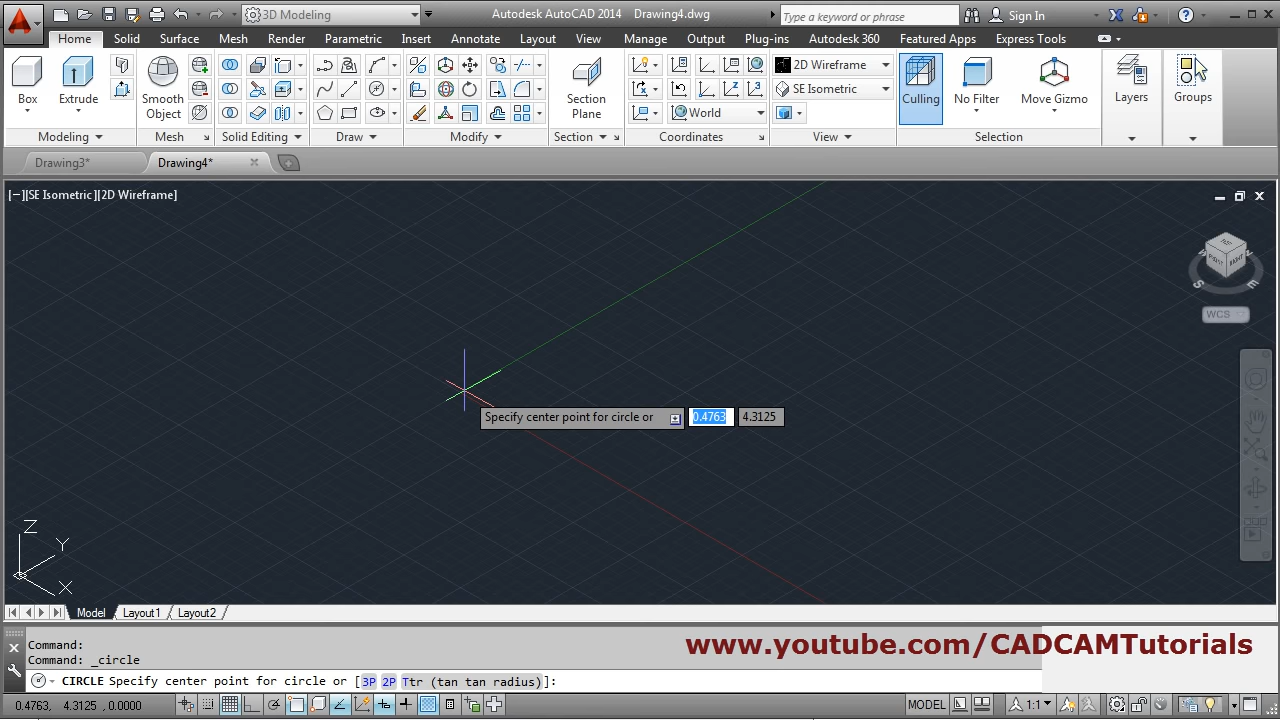 3D Modeling
Autodesk AutoCAD 2014 Drawing4.dwg
Type a keyword or phrase
Sign In
Home Solid Surface Mesh Render Parametric Insert Annotate Layout View Manage Output Plug-ins Autodesk 360 Featured Apps Express Tools
Box Extrude Smooth Object
Section Plane
World
2D Wireframe
SE Isometric
Culling No Filter Move Gizmo Layers Groups
Modeling Mesh Solid Editing Draw Modify Section Coordinates View Selection
Drawing3* Drawing4*
[−][SE Isometric][2D Wireframe]
WCS
Specify center point for circle or 0.4763 4.3125
Z
Y
X
Model Layout1 Layout2
Command:
Command: _circle
www.youtube.com/CADCAMTutorials
CIRCLE Specify center point for circle or [3P 2P Ttr (tan tan radius)]:
0.4763, 4.3125 , 0.0000 MODEL 1:1